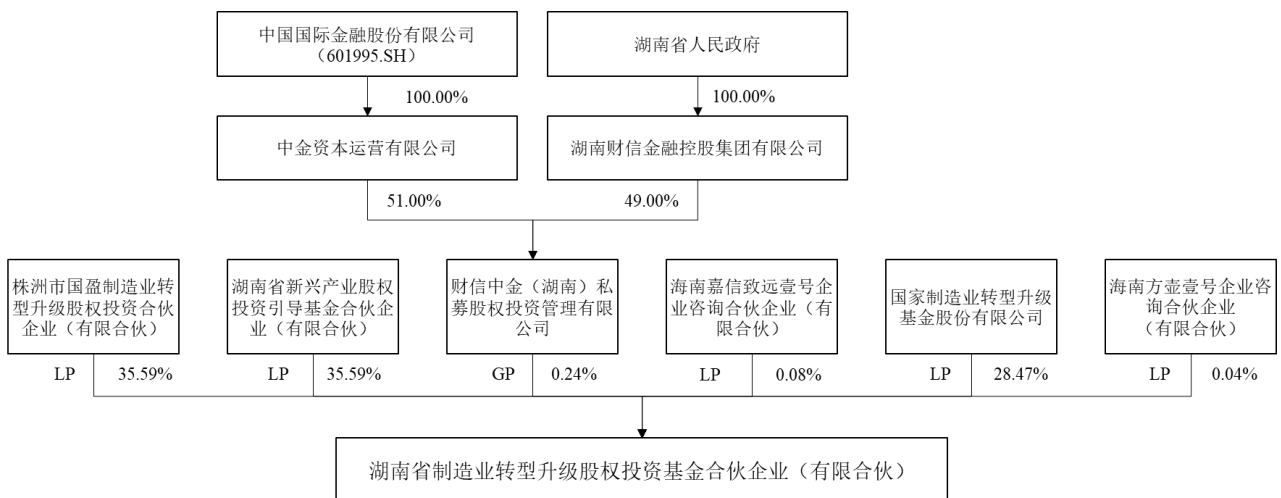 中国国际金融股份有限公司
（601995.SH）
湖南省人民政府
100.00%
100.00%
中金资本运营有限公司
湖南财信金融控股集团有限公司
51.00%
49.00%
株洲市国盈制造业转
型升级股权投资合伙
企业（有限合伙）
湖南省新兴产业股权
投资引导基金合伙企
业（有限合伙）
财信中金（湖南）私
募股权投资管理有限
公司
海南嘉信致远壹号企
业咨询合伙企业（有
限合伙）
国家制造业转型升级
基金股份有限公司
海南方壶壹号企业咨
询合伙企业
（有限合伙）
LP
35.59%
LP
35.59%
GP
0.24%
LP
0.08%
LP
28.47%
LP
0.04%
湖南省制造业转型升级股权投资基金合伙企业（有限合伙）